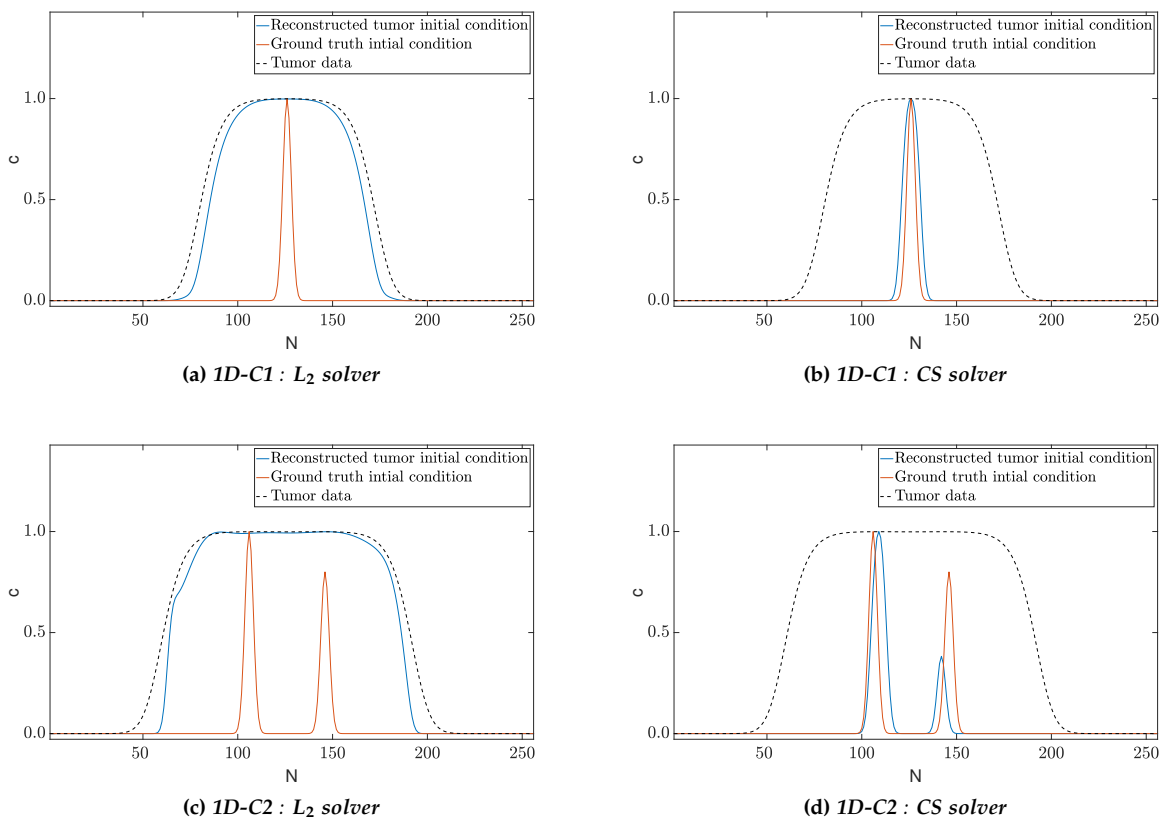 Reconstructed tumor initial condition
Ground truth intial condition
Tumor data
1.0
0.5
0.0
c
50 100 150 200 250
N
(a) 1D-C1 : L₂ solver
Reconstructed tumor initial condition
Ground truth intial condition
Tumor data
1.0
0.5
0.0
c
50 100 150 200 250
N
(b) 1D-C1 : CS solver
Reconstructed tumor initial condition
Ground truth intial condition
Tumor data
1.0
0.5
0.0
c
50 100 150 200 250
N
(c) 1D-C2 : L₂ solver
Reconstructed tumor initial condition
Ground truth intial condition
Tumor data
1.0
0.5
0.0
c
50 100 150 200 250
N
(d) 1D-C2 : CS solver